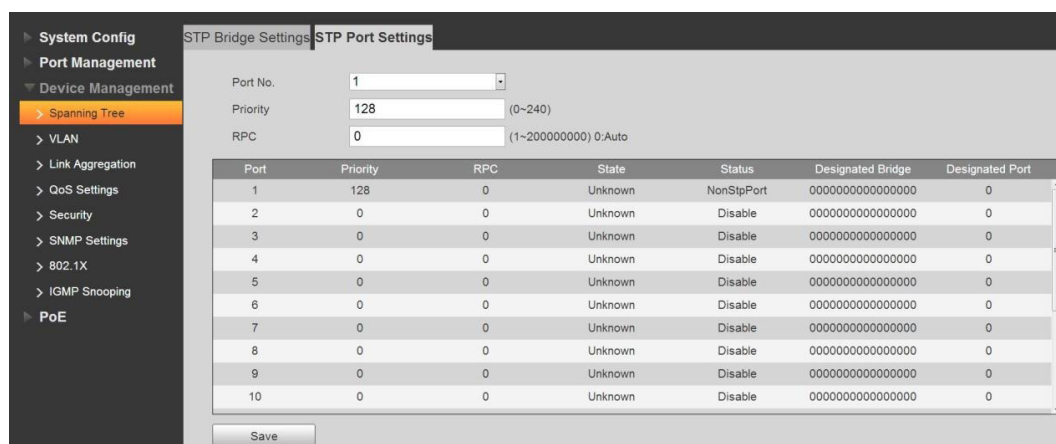 System Config
Port Management
Device Management
Spanning Tree
VLAN
Link Aggregation
QoS Settings
Security
SNMP Settings
802.1X
IGMP Snooping
PoE
STP Bridge Settings STP Port Settings
Port No. 1
Priority 128 (0~240)
RPC 0 (1~200000000) 0:Auto
Port Priority RPC State Status Designated Bridge Designated Port
1 128 0 Unknown NonStpPort 0000000000000000 0
2 0 0 Unknown Disable 0000000000000000 0
3 0 0 Unknown Disable 0000000000000000 0
4 0 0 Unknown Disable 0000000000000000 0
5 0 0 Unknown Disable 0000000000000000 0
6 0 0 Unknown Disable 0000000000000000 0
7 0 0 Unknown Disable 0000000000000000 0
8 0 0 Unknown Disable 0000000000000000 0
9 0 0 Unknown Disable 0000000000000000 0
10 0 0 Unknown Disable 0000000000000000 0
Save